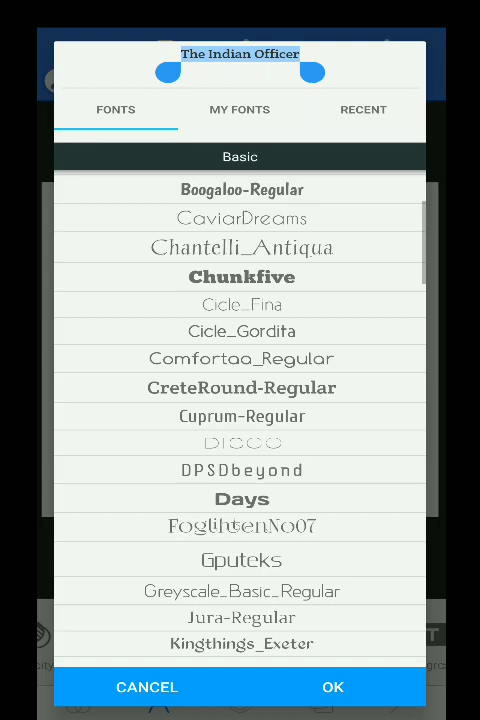 The Indian Officer
FONTS MY FONTS RECENT
Basic
Boogaloo-Regular
CaviarDreams
Chantelli_Antiqua
Chunkfive
Cicle_Fina
Cicle_Gordita
Comfortaa_Regular
CreteRound-Regular
Cuprum-Regular
DICOD
DPSDbeyond
Days
FoglihtenNo07
Gputeks
Greyscale_Basic_Regular
Jura-Regular
Kingthings_Exeter
CANCEL OK